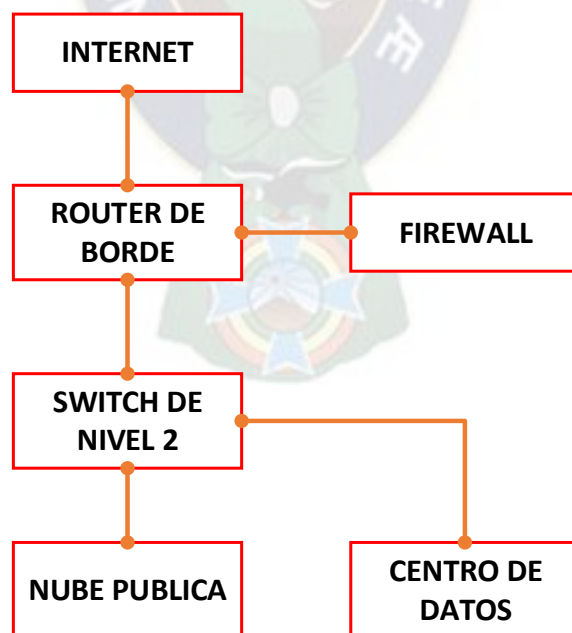 INTERNET
ROUTER DE
BORDE
FIREWALL
SWITCH DE
NIVEL 2
NUBE PUBLICA
CENTRO DE
DATOS